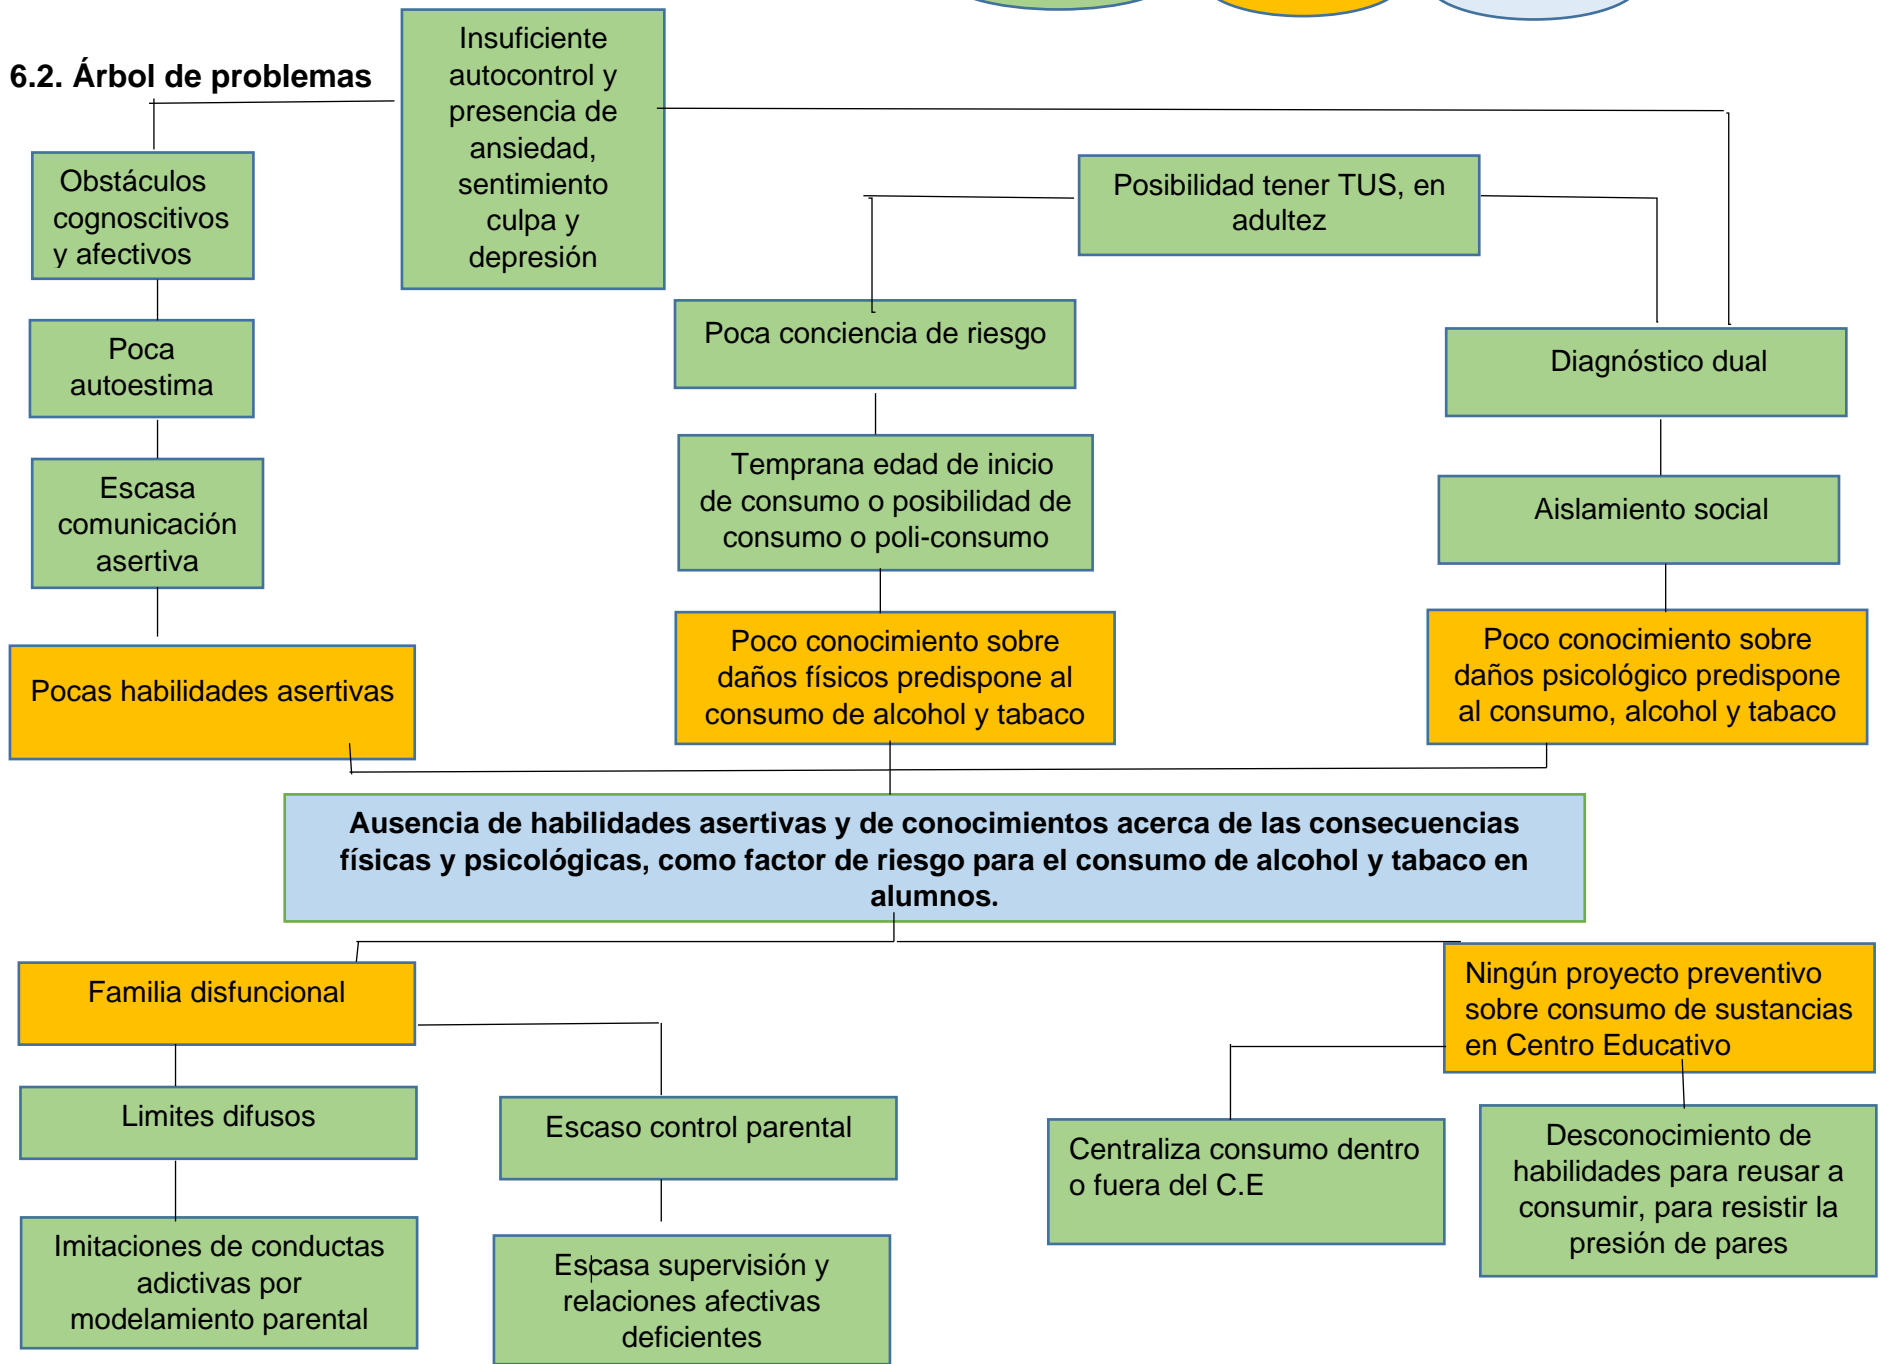 6.2. Árbol de problemas
Insuficiente
autocontrol y
presencia de
ansiedad,
sentimiento
culpa y
depresión
Obstáculos
cognoscitivos
y afectivos
Posibilidad tener TUS, en
adultez
Poca
autoestima
Poca conciencia de riesgo
Diagnóstico dual
Escasa
comunicación
asertiva
Temprana edad de inicio
de consumo o posibilidad de
consumo o poli-consumo
Aislamiento social
Pocas habilidades asertivas
Poco conocimiento sobre
daños físicos predispone al
consumo de alcohol y tabaco
Poco conocimiento sobre
daños psicológico predispone
al consumo, alcohol y tabaco
Ausencia de habilidades asertivas y de conocimientos acerca de las consecuencias
físicas y psicológicas, como factor de riesgo para el consumo de alcohol y tabaco en
alumnos.
Familia disfuncional
Ningún proyecto preventivo
sobre consumo de sustancias
en Centro Educativo
Limites difusos
Escaso control parental
Centraliza consumo dentro
o fuera del C.E
Desconocimiento de
habilidades para reusar a
consumir, para resistir la
presión de pares
Imitaciones de conductas
adictivas por
modelamiento parental
Escasa supervisión y
relaciones afectivas
deficientes